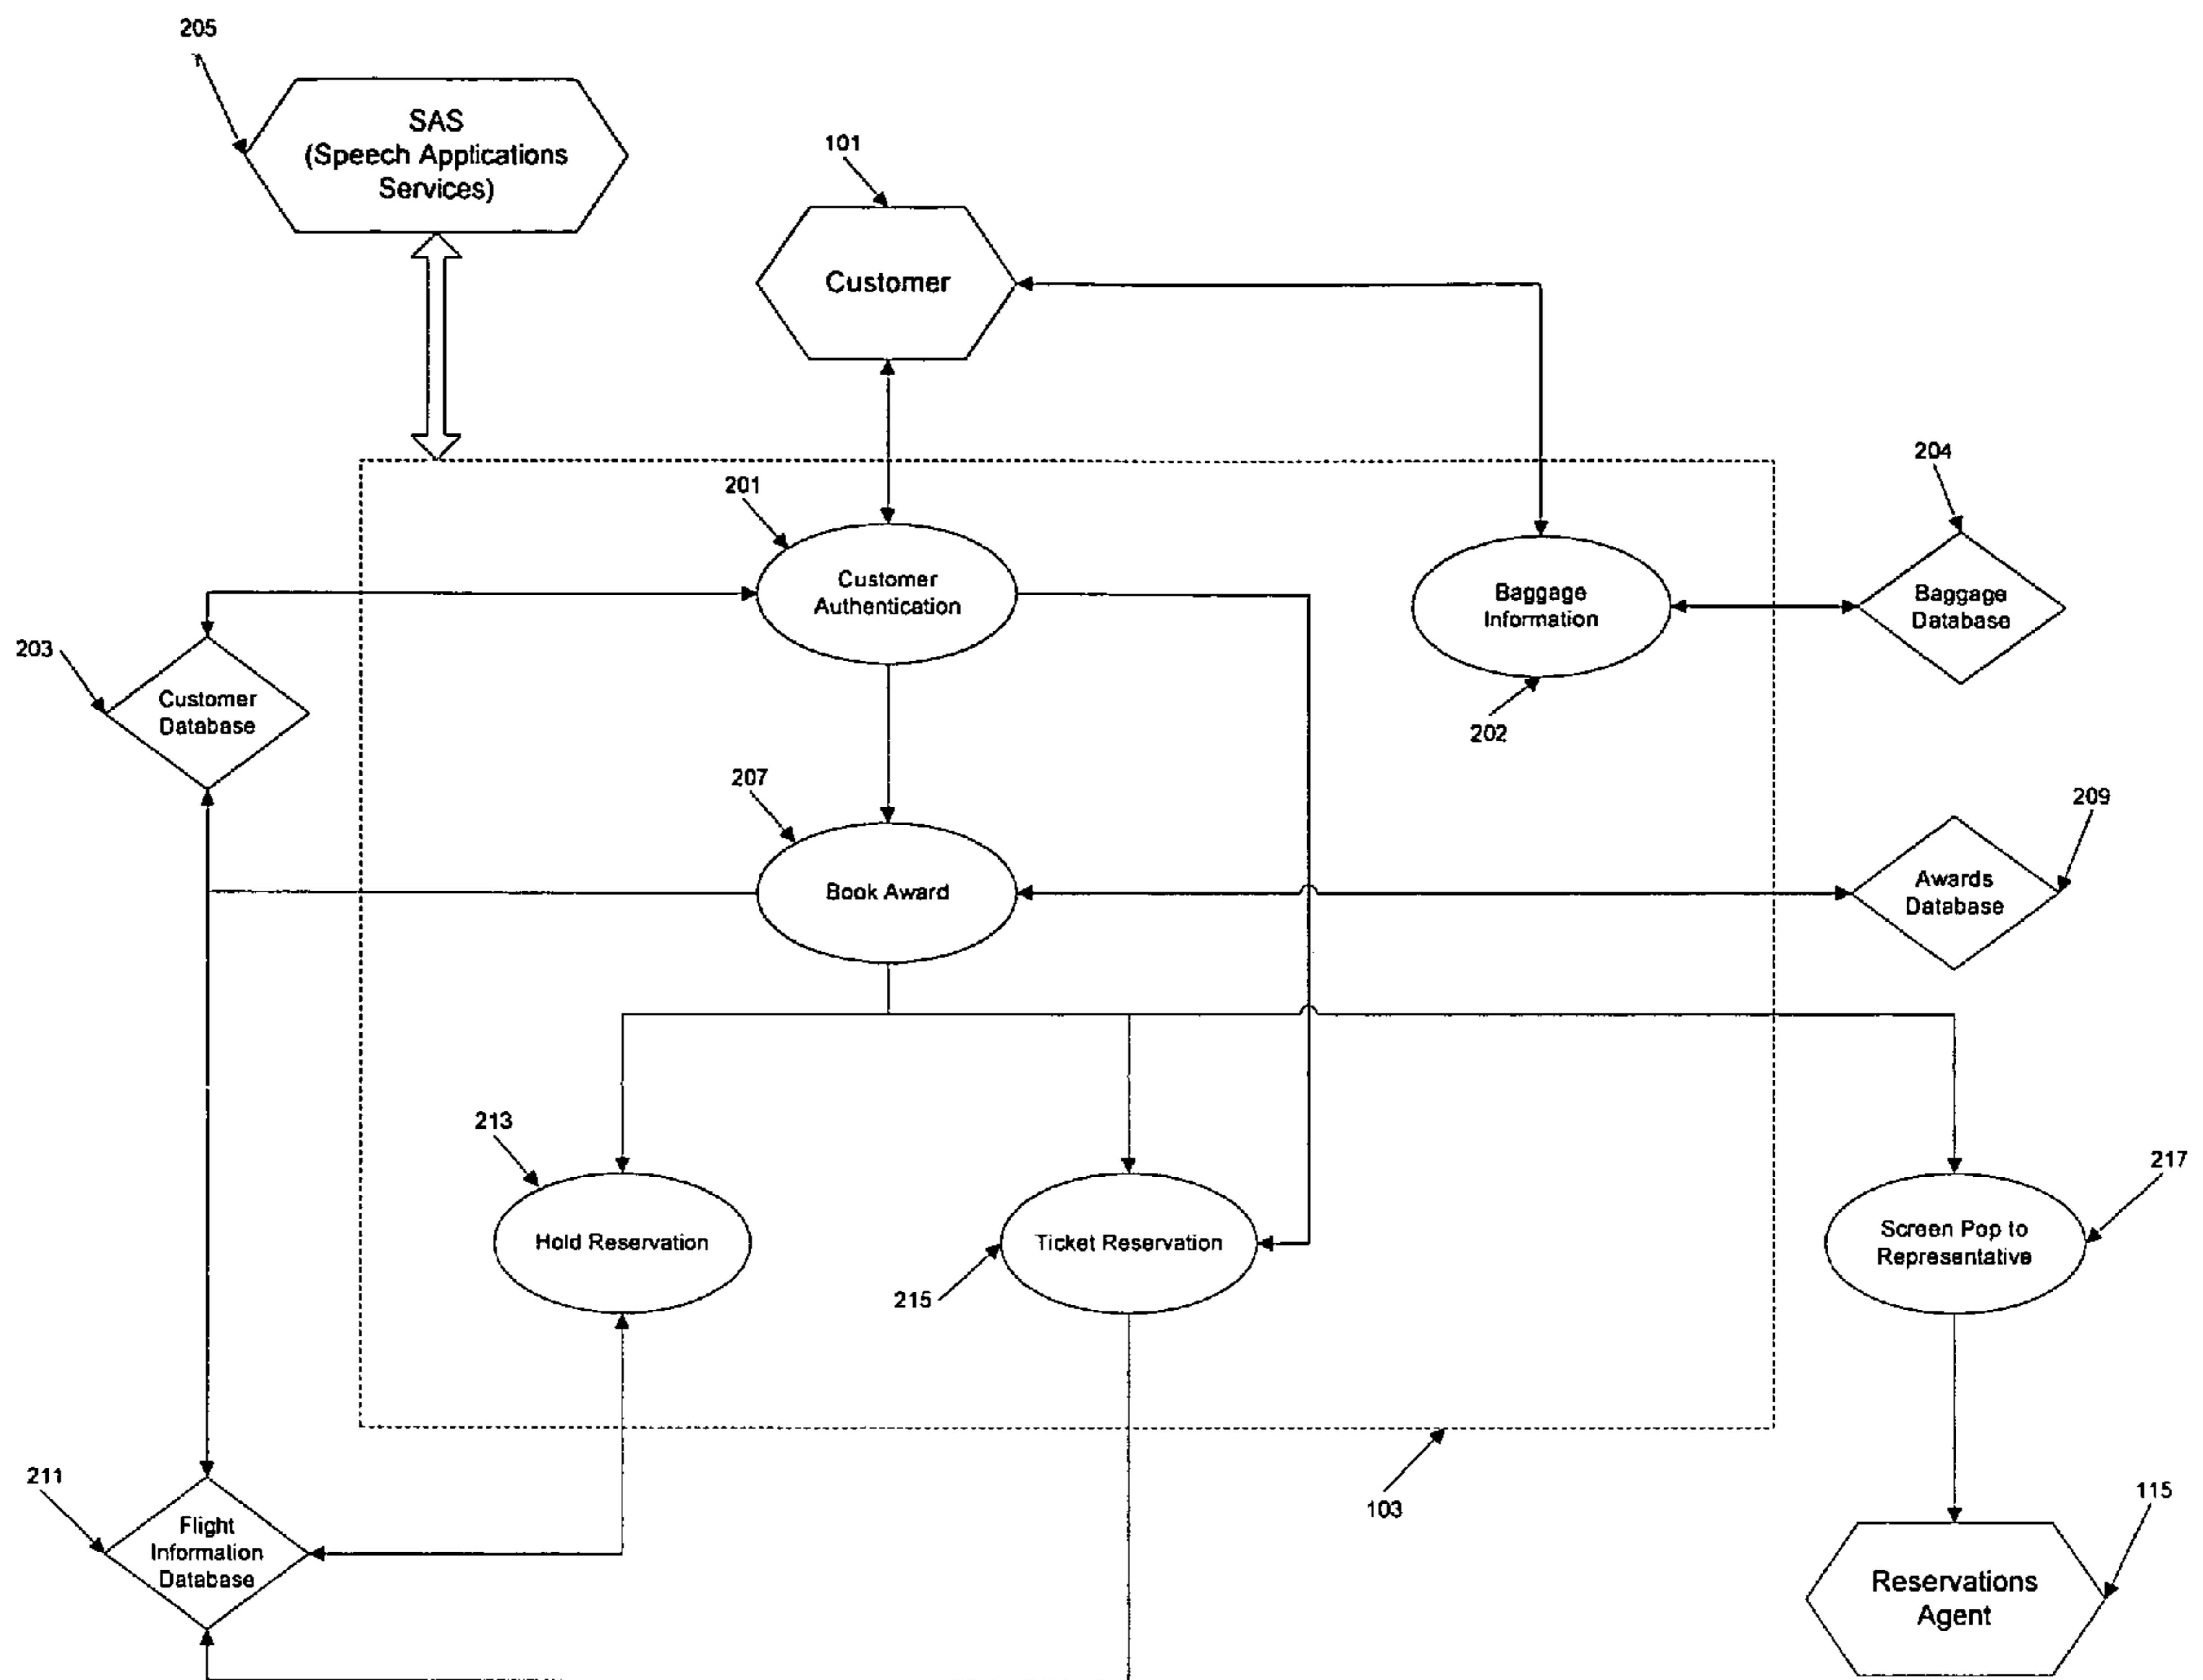 205
SAS
(Speech Applications
Services)
101
Customer
204
201
Customer
Authentication
Baggage
Information
Baggage
Database
203
Customer
Database
202
207
209
Book Award
Awards
Database
213
217
Hold Reservation
Ticket Reservation
Screen Pop to
Representative
215
211
103
115
Flight
Information
Database
Reservations
Agent